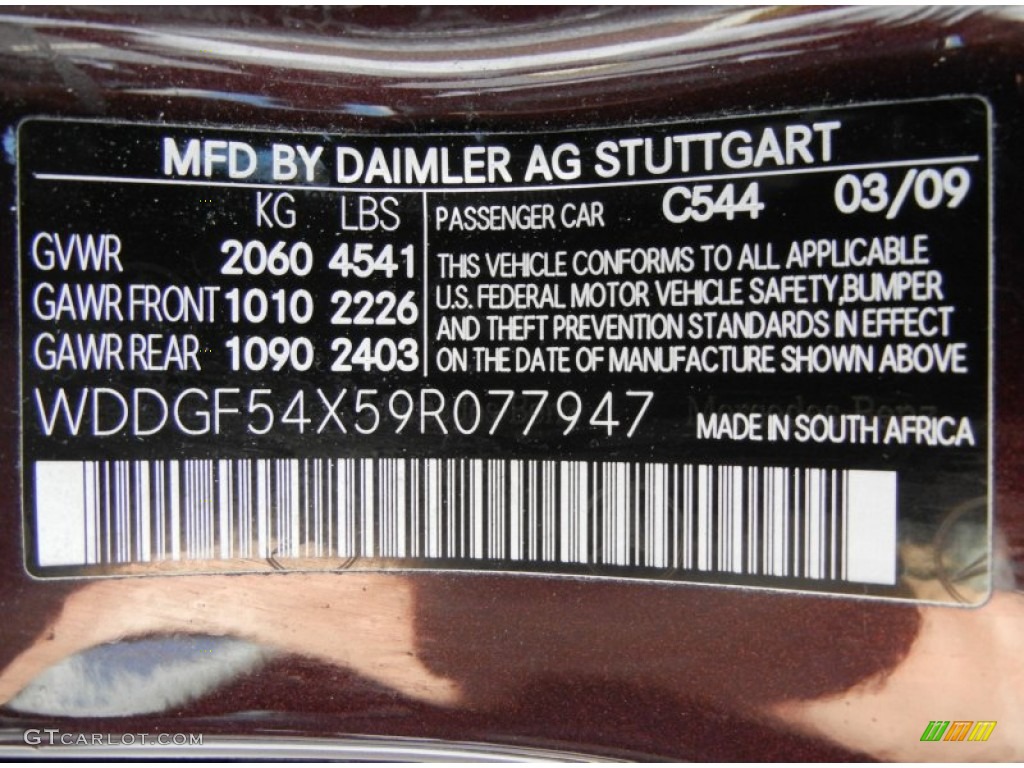 MFD BY DAIMLER AG STUTTGART
KG LBS
GVWR 2060 4541
GAWR FRONT 1010 2226
GAWR REAR 1090 2403
PASSENGER CAR C544 03/09
THIS VEHICLE CONFORMS TO ALL APPLICABLE
U.S. FEDERAL MOTOR VEHICLE SAFETY, BUMPER
AND THEFT PREVENTION STANDARDS IN EFFECT
ON THE DATE OF MANUFACTURE SHOWN ABOVE
WDDGF54X59R077947
Mercedes-Benz
MADE IN SOUTH AFRICA
GTCARLOT.COM